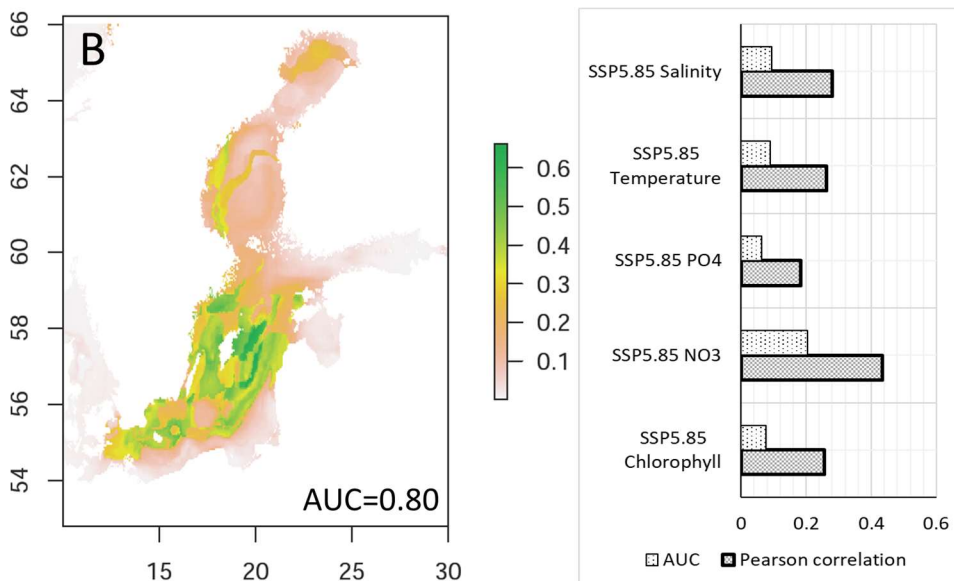 B
66
64
62
60
58
56
54
15
20
25
30
AUC=0.80
0.6
0.5
0.4
0.3
0.2
0.1
SSP5.85 Salinity
SSP5.85
Temperature
SSP5.85 PO4
SSP5.85 NO3
SSP5.85
Chlorophyll
0 0.2 0.4 0.6
AUC Pearson correlation